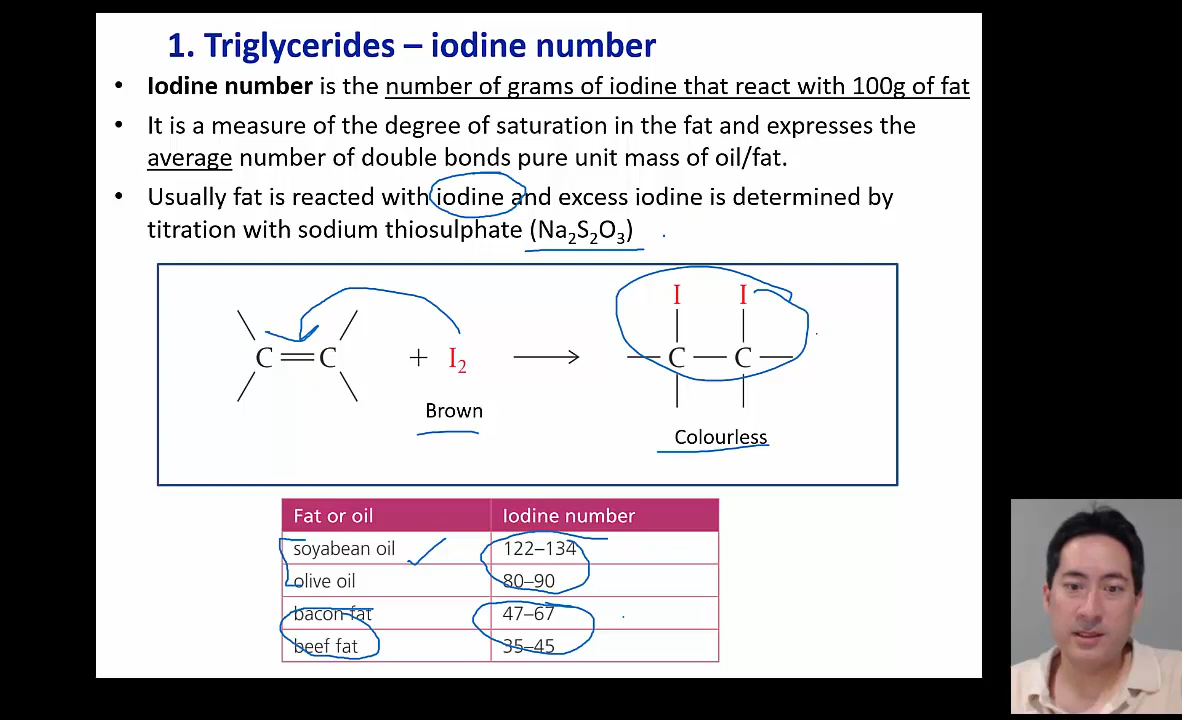 1. Triglycerides – iodine number
• Iodine number is the number of grams of iodine that react with 100g of fat
• It is a measure of the degree of saturation in the fat and expresses the
average number of double bonds pure unit mass of oil/fat.
• Usually fat is reacted with iodine and excess iodine is determined by
titration with sodium thiosulphate (Na₂S₂O₃)
I I
C=C + I₂ ⟶ C — C
Brown
Colourless
Fat or oil Iodine number
soyabean oil 122–134
olive oil 80–90
bacon fat 47–67
beef fat 35–45